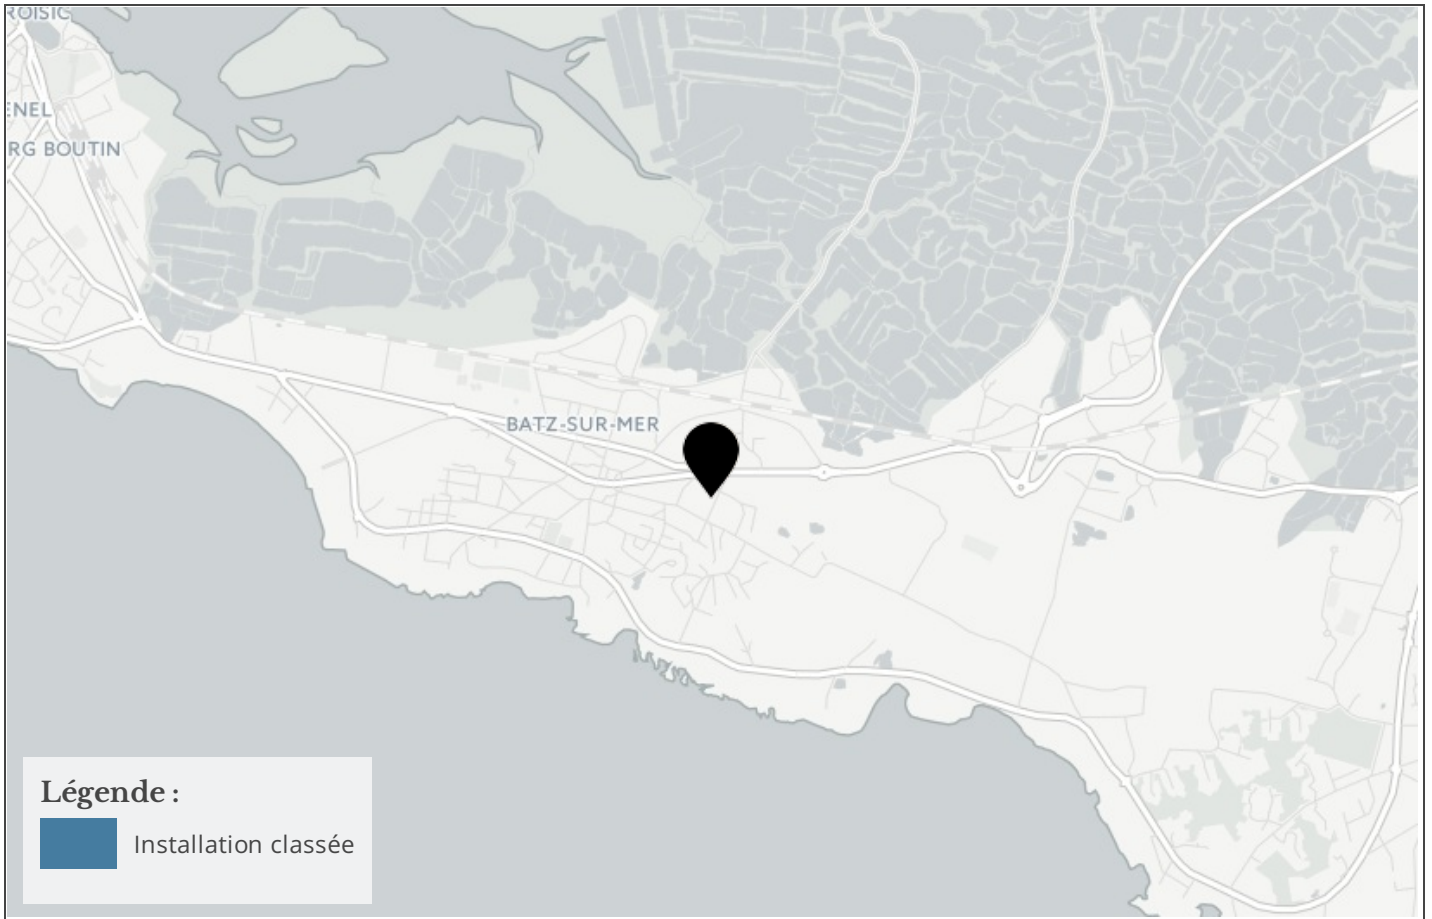 ROISIC
ENEL
RG BOUTIN
BATZ-SUR-MER
Légende :
Installation classée